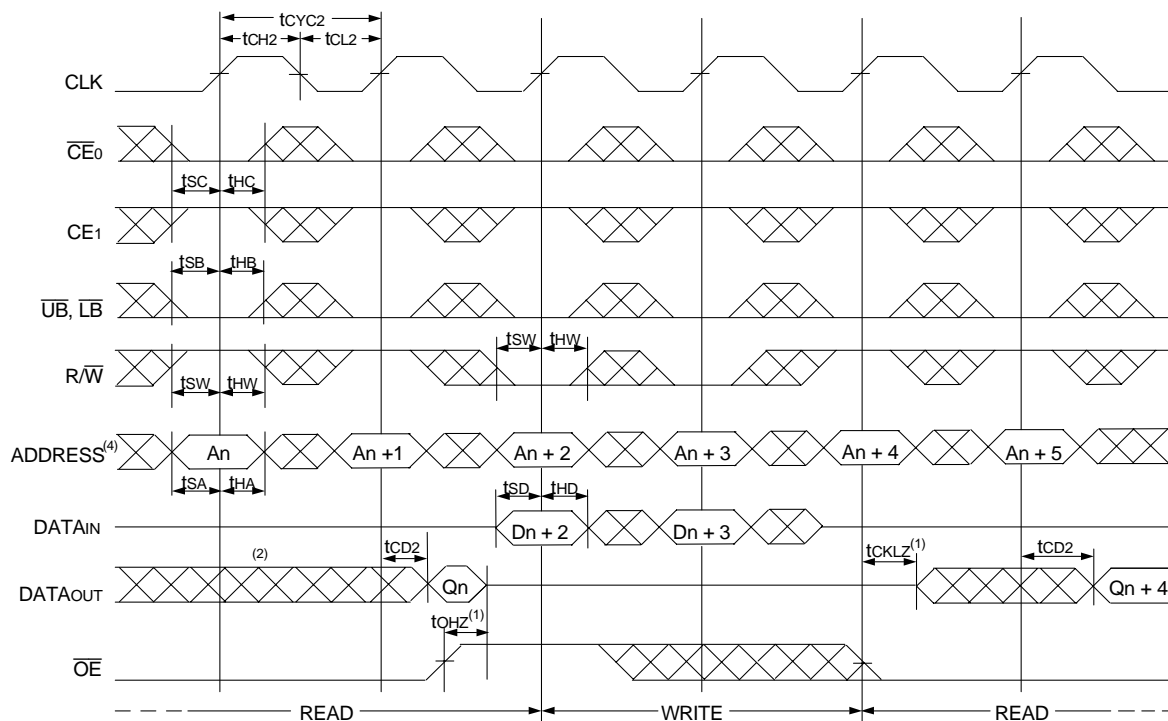 tCYC2
tCH2 tCL2
CLK
CE0
tSC tHC
CE1
tSB tHB
UB, LB
tSW tHW
R/W
tSW tHW
ADDRESS(4) An An +1 An + 2 An + 3 An + 4 An + 5
tSA tHA tSD tHD
DATAIN Dn + 2 Dn + 3
(2) tCD2 tCKLZ(1) tCD2
DATAOUT Qn Qn + 4
tOHZ(1)
OE
READ WRITE READ